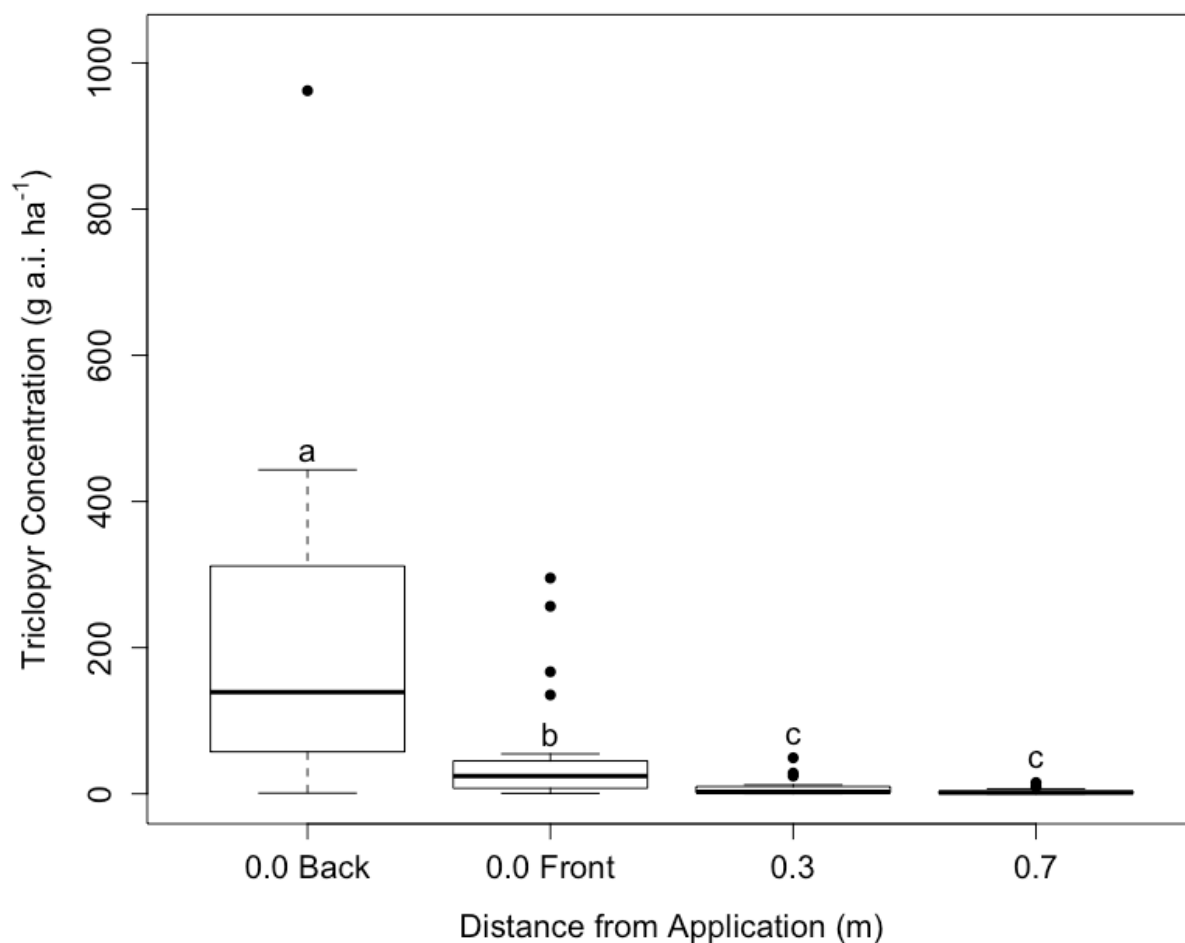 Triclopyr Concentration (g a.i. ha⁻¹)
1000
800
600
400
200
0
a
b
c
c
0.0 Back
0.0 Front
0.3
0.7
Distance from Application (m)